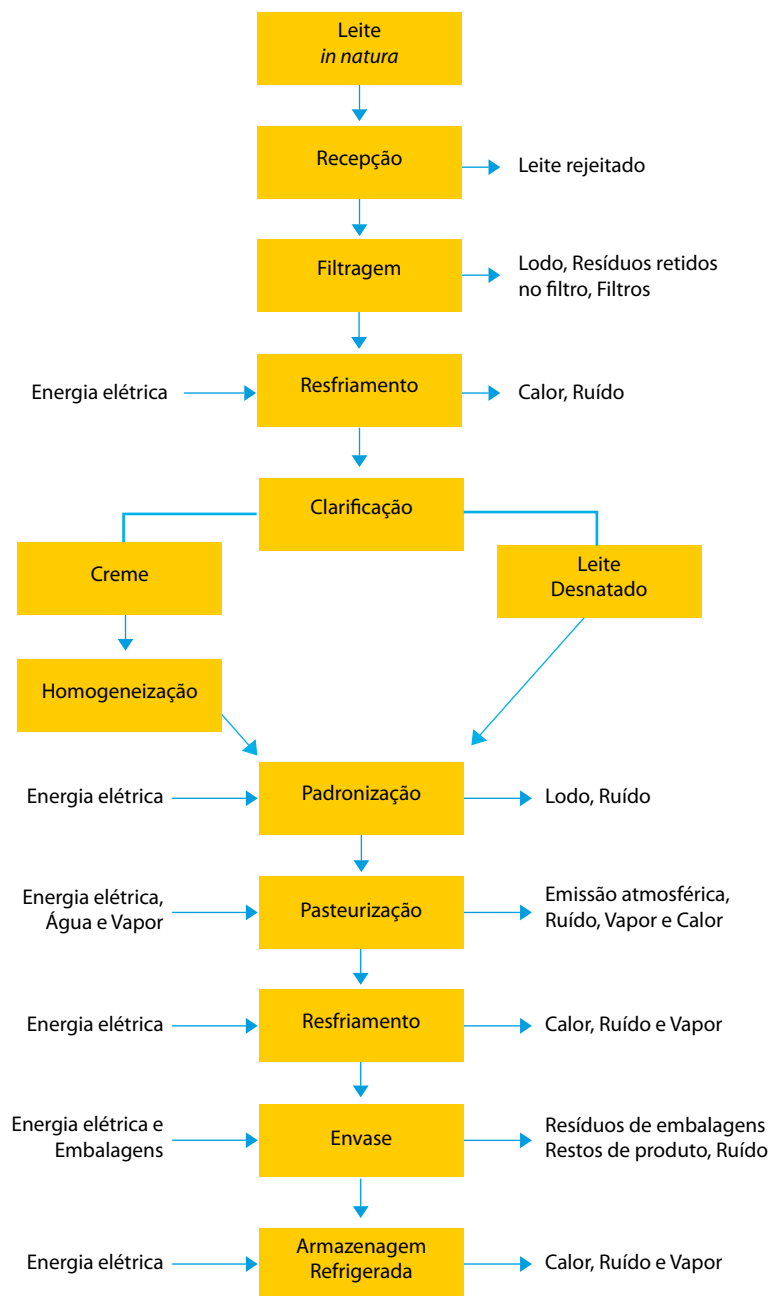 Leite
in natura
Recepção
Leite rejeitado
Filtragem
Lodo, Resíduos retidos
no filtro, Filtros
Energia elétrica
Resfriamento
Calor, Ruído
Clarificação
Creme
Leite
Desnatado
Homogeneização
Energia elétrica
Padronização
Lodo, Ruído
Energia elétrica,
Água e Vapor
Pasteurização
Emissão atmosférica,
Ruído, Vapor e Calor
Energia elétrica
Resfriamento
Calor, Ruído e Vapor
Energia elétrica e
Embalagens
Envase
Resíduos de embalagens
Restos de produto, Ruído
Energia elétrica
Armazenagem
Refrigerada
Calor, Ruído e Vapor